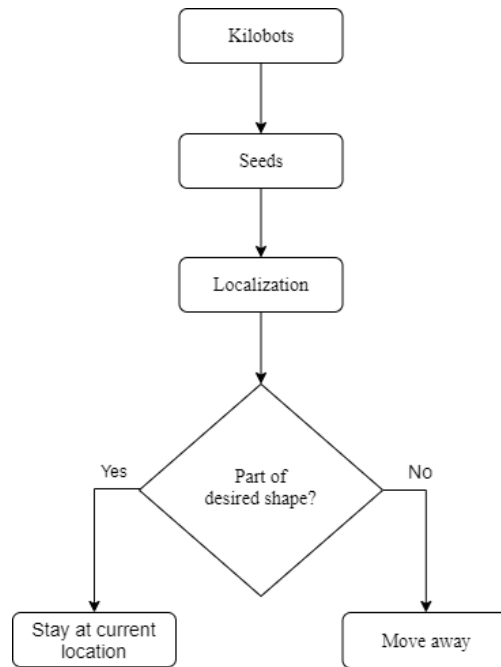 Kilobots
Seeds
Localization
Part of
desired shape?
Yes
No
Stay at current
location
Move away